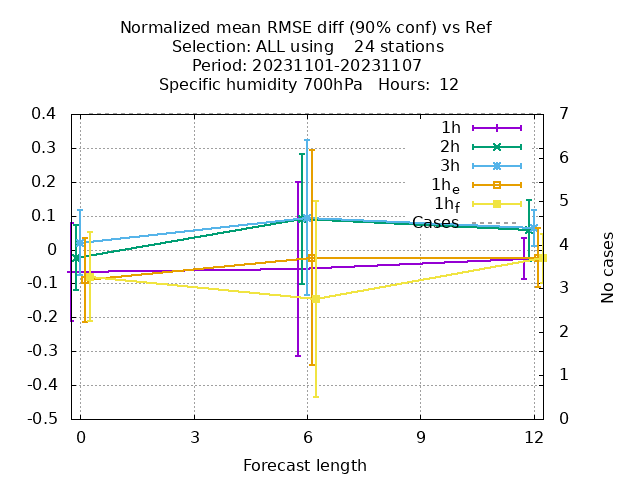 Normalized mean RMSE diff (90% conf) vs Ref
Selection: ALL using    24 stations
Period: 20231101-20231107
Specific humidity 700hPa   Hours:  12
0.4
0.3
0.2
0.1
0
-0.1
-0.2
-0.3
-0.4
-0.5
7
6
5
4
3
2
1
0
1h
2h
3h
1he
1hf
Cases
No cases
0 3 6 9 12
Forecast length